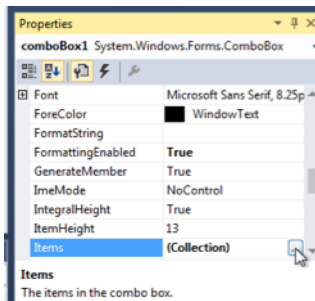 Properties
comboBox1 System.Windows.Forms.ComboBox
Font Microsoft Sans Serif, 8.25p
ForeColor WindowText
FormatString
FormattingEnabled True
GenerateMember True
ImeMode NoControl
IntegralHeight True
ItemHeight 13
Items (Collection) ...
Items
The items in the combo box.